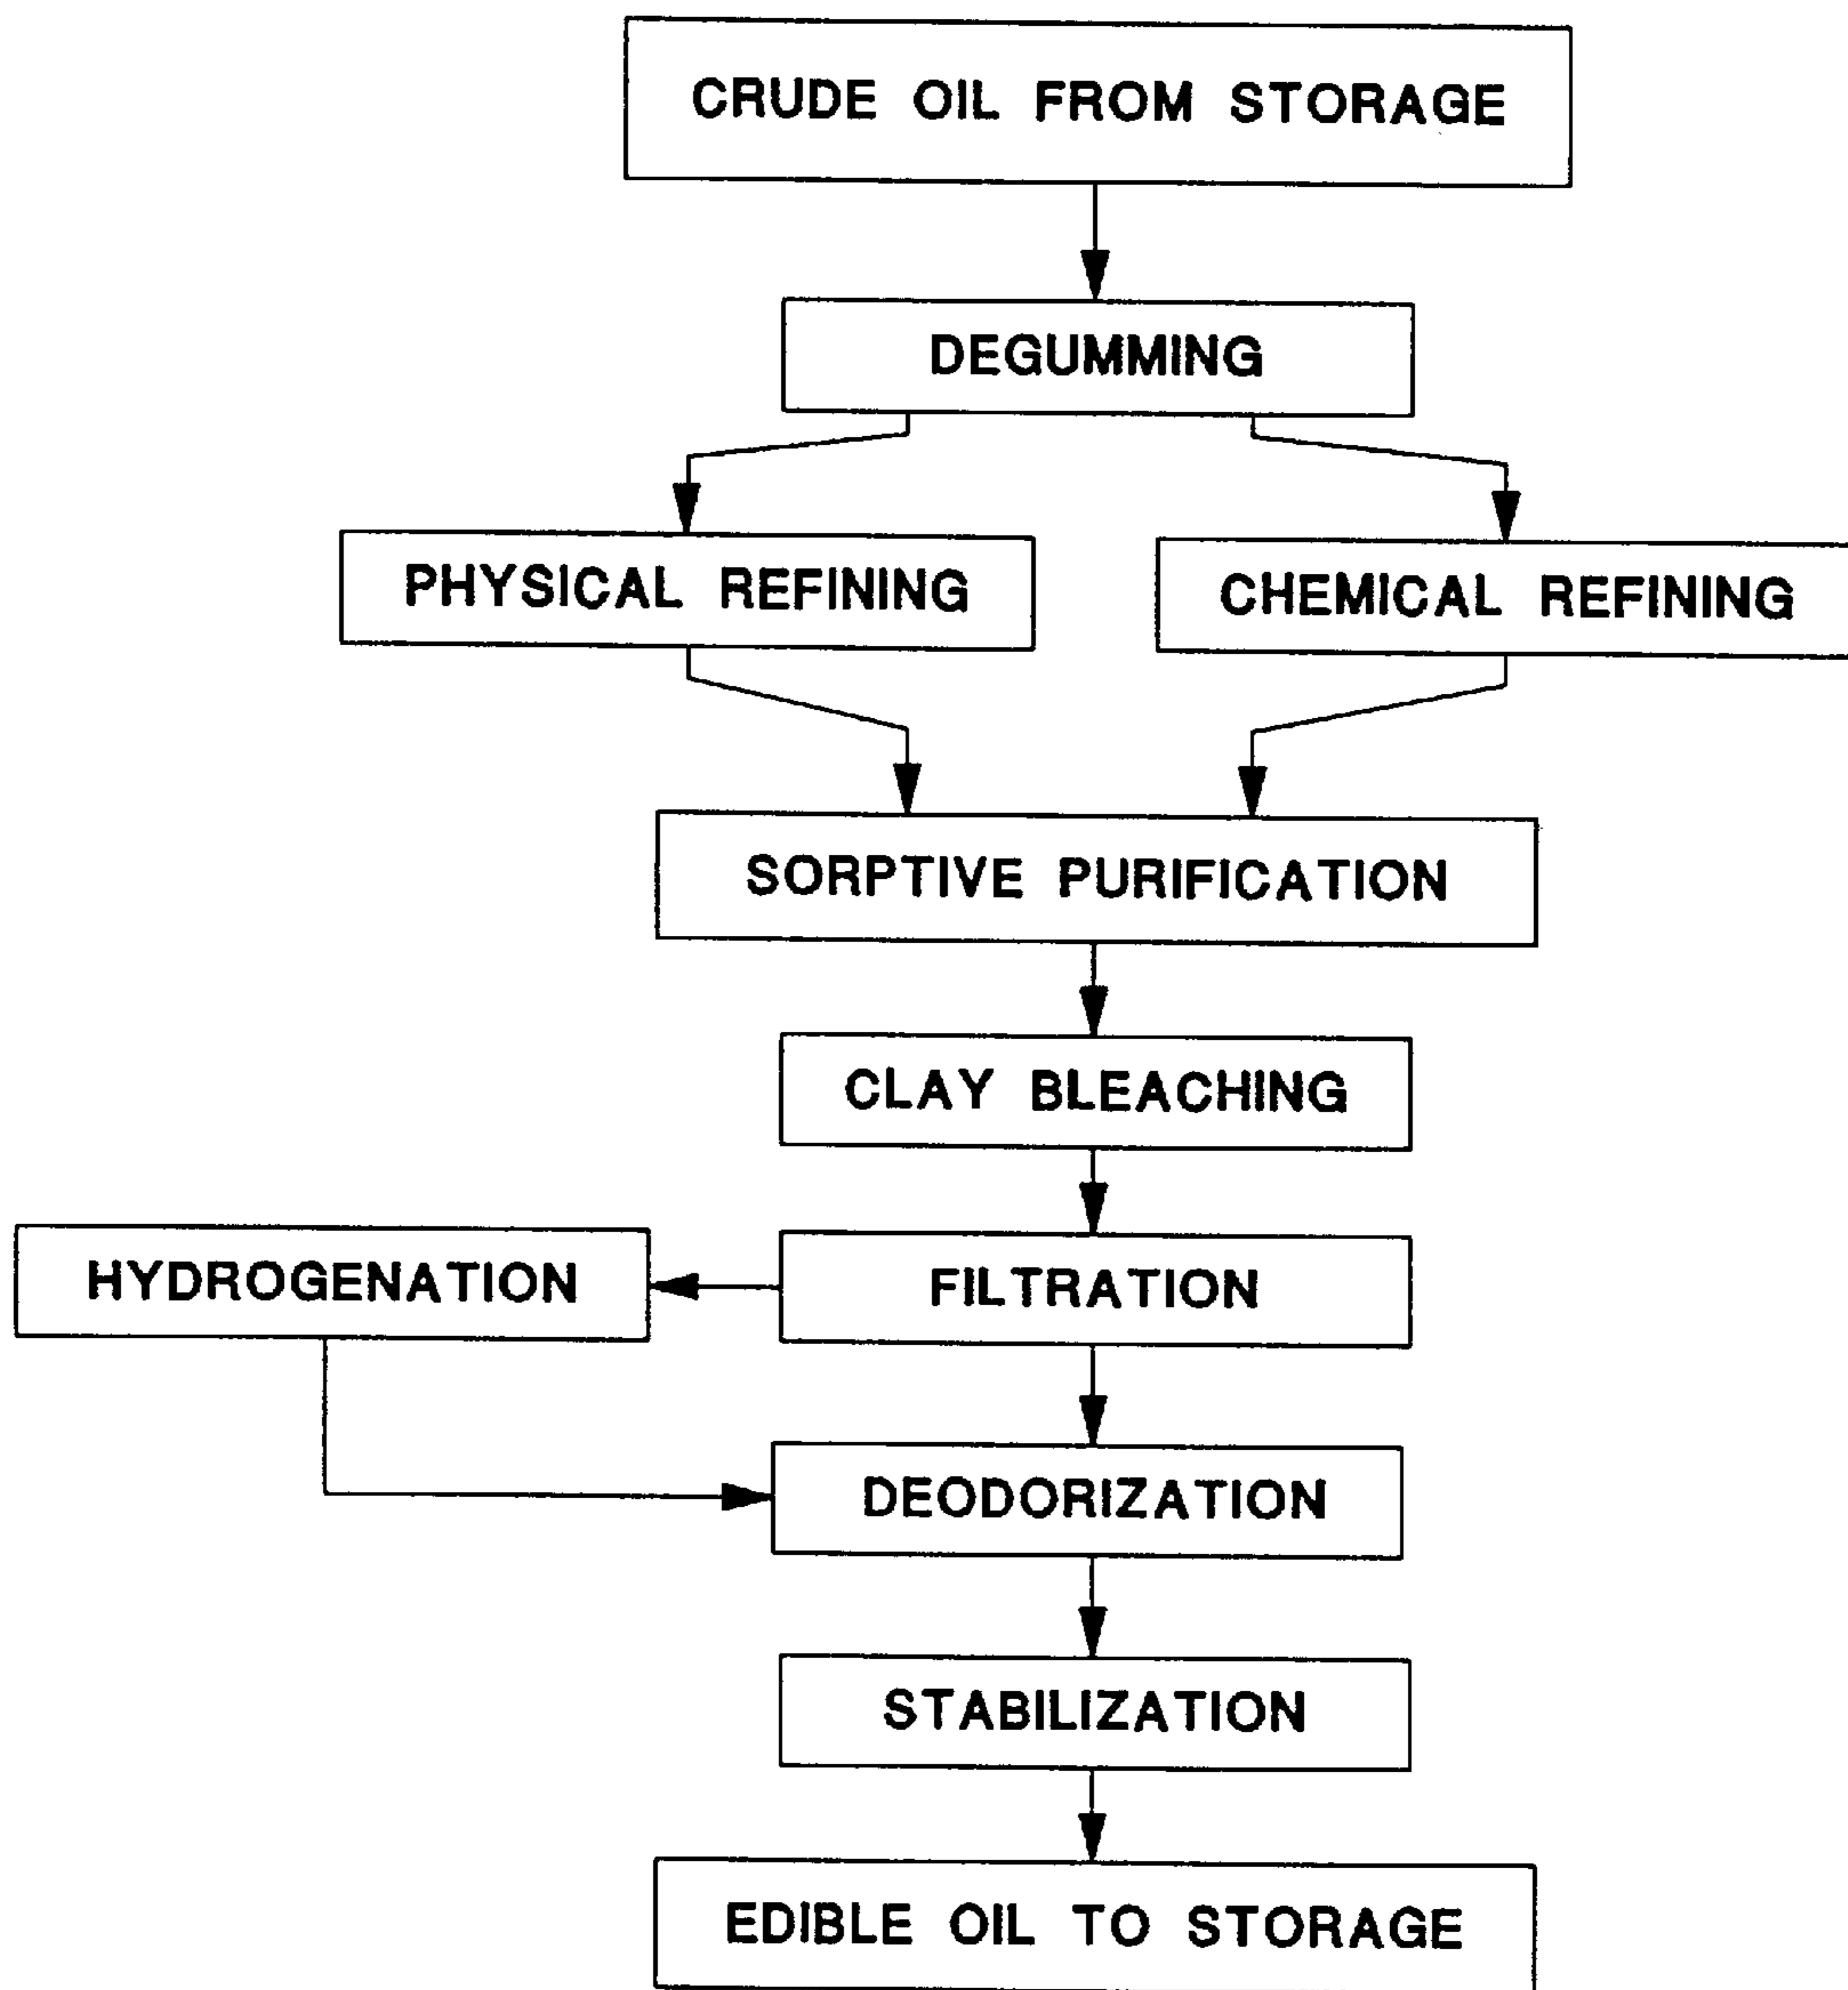 CRUDE OIL FROM STORAGE
DEGUMMING
PHYSICAL REFINING
CHEMICAL REFINING
SORPTIVE PURIFICATION
CLAY BLEACHING
HYDROGENATION
FILTRATION
DEODORIZATION
STABILIZATION
EDIBLE OIL TO STORAGE